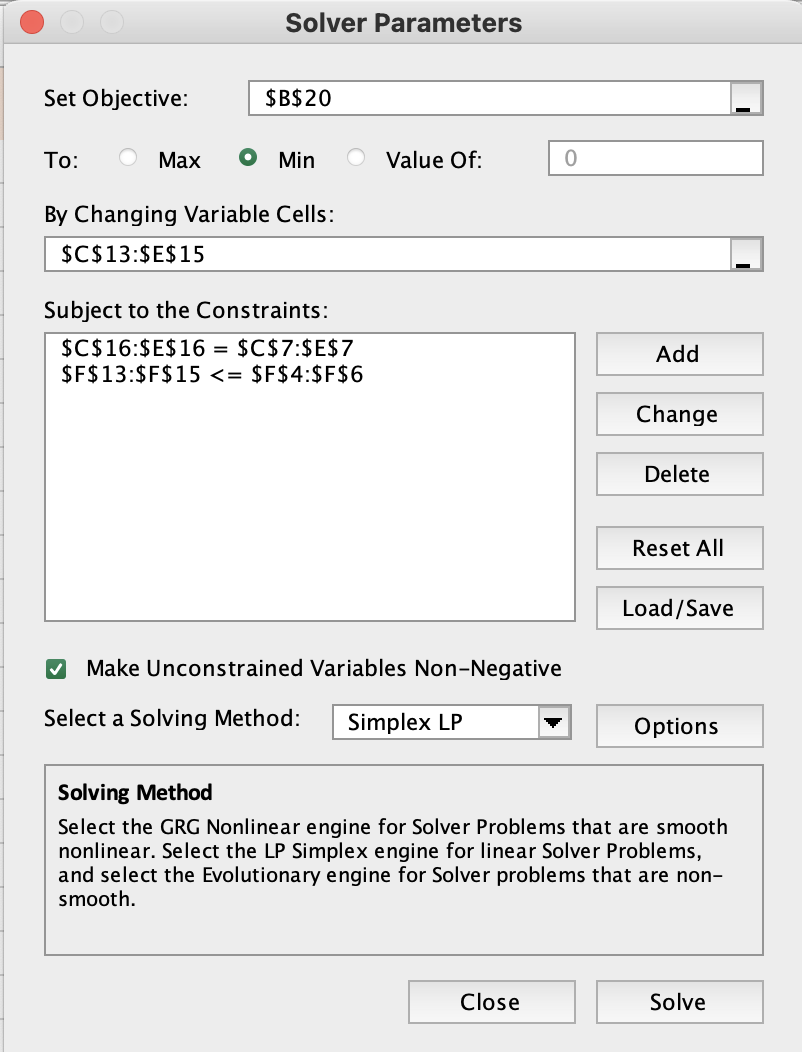 Solver Parameters
Set Objective: $B$20
To: Max Min Value Of: 0
By Changing Variable Cells:
$C$13:$E$15
Subject to the Constraints:
$C$16:$E$16 = $C$7:$E$7
$F$13:$F$15 <= $F$4:$F$6
Add
Change
Delete
Reset All
Load/Save
Make Unconstrained Variables Non-Negative
Select a Solving Method: Simplex LP Options
Solving Method
Select the GRG Nonlinear engine for Solver Problems that are smooth
nonlinear. Select the LP Simplex engine for linear Solver Problems,
and select the Evolutionary engine for Solver problems that are non-
smooth.
Close Solve